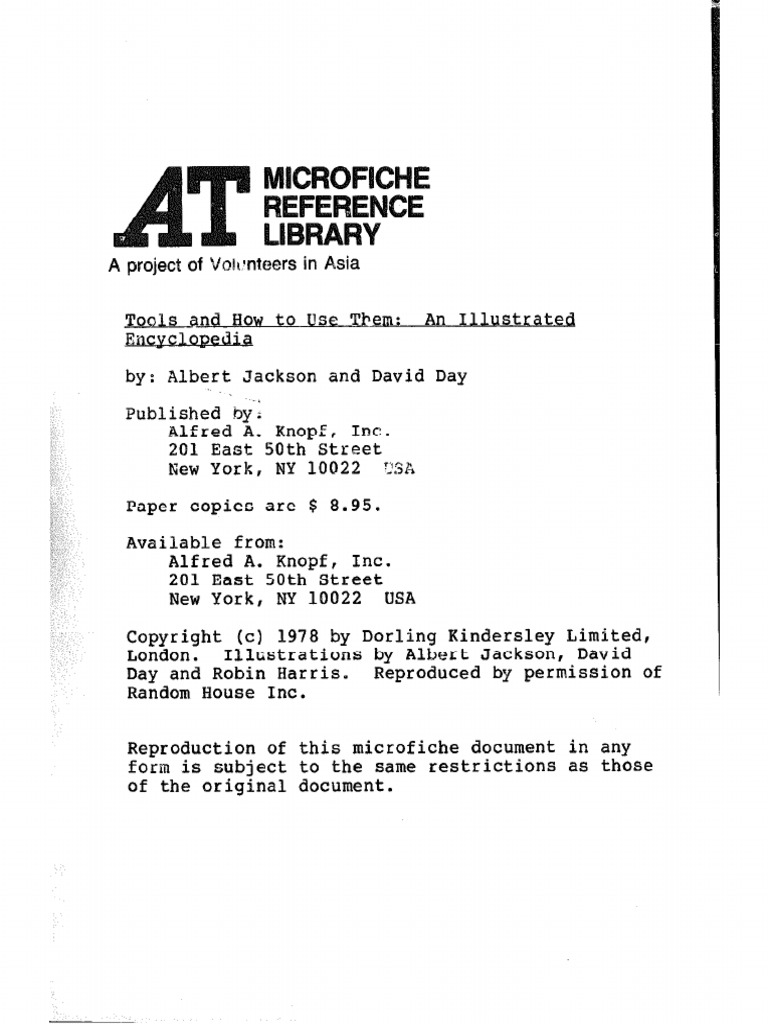 AT MICROFICHE
REFERENCE
LIBRARY
A project of Volunteers in Asia
Tools and How to Use Them: An Illustrated
Encyclopedia
by: Albert Jackson and David Day
Published by:
Alfred A. Knopf, Inc.
201 East 50th Street
New York, NY 10022 USA
Paper copies are $ 8.95.
Available from:
Alfred A. Knopf, Inc.
201 East 50th Street
New York, NY 10022 USA
Copyright (c) 1978 by Dorling Kindersley Limited,
London. Illustrations by Albert Jackson, David
Day and Robin Harris. Reproduced by permission of
Random House Inc.
Reproduction of this microfiche document in any
form is subject to the same restrictions as those
of the original document.